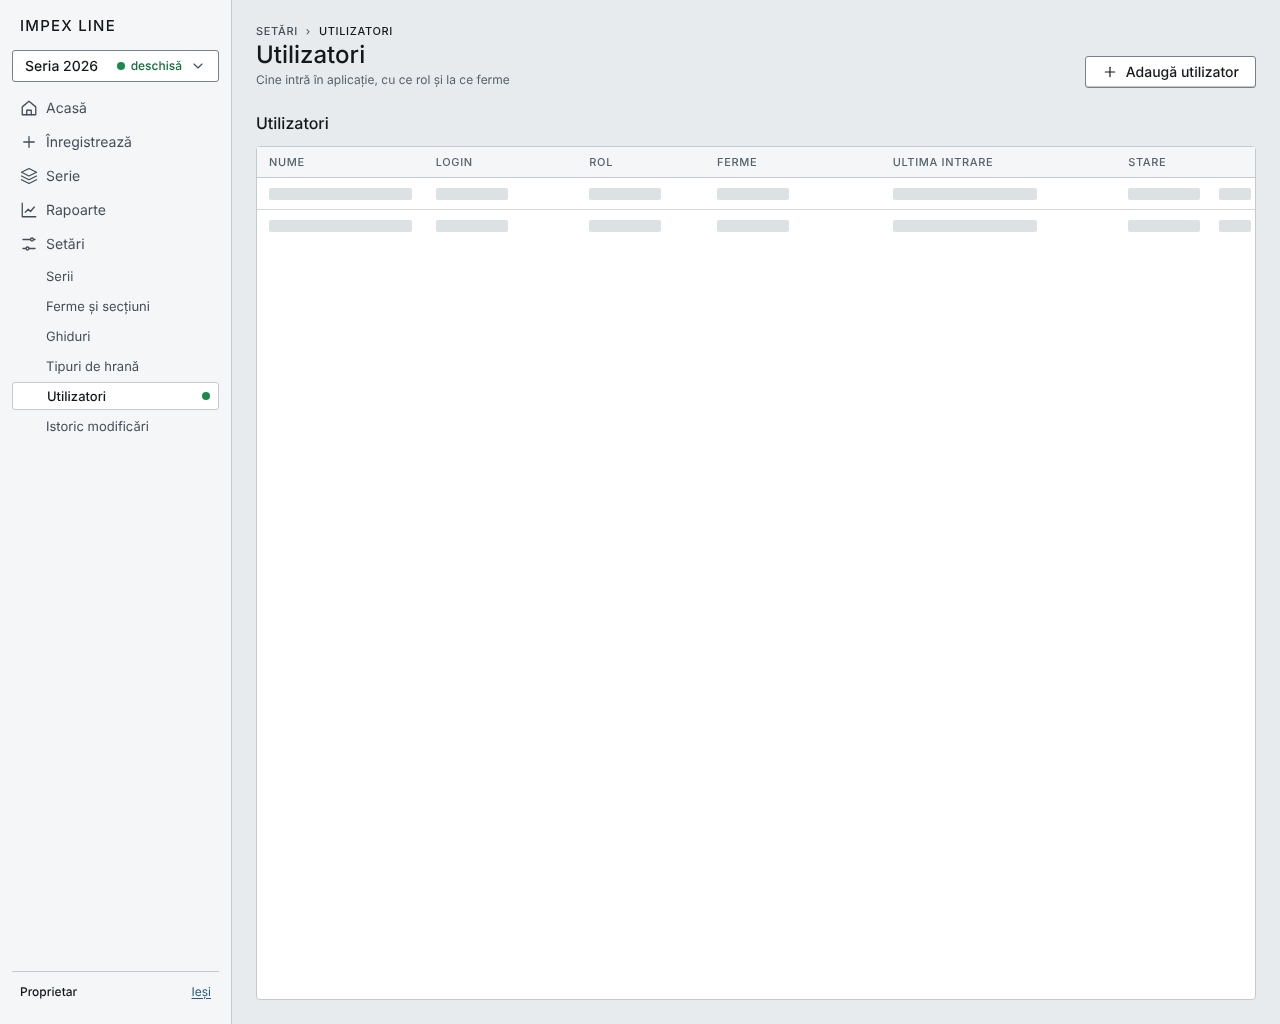 IMPEX LINE
Seria 2026 deschisă
Acasă
Înregistrează
Serie
Rapoarte
Setări
Serii
Ferme și secțiuni
Ghiduri
Tipuri de hrană
Utilizatori
Istoric modificări
Proprietar Ieși
SETĂRI › UTILIZATORI
Utilizatori
Cine intră în aplicație, cu ce rol și la ce ferme
Adaugă utilizator
Utilizatori
NUME LOGIN ROL FERME ULTIMA INTRARE STARE